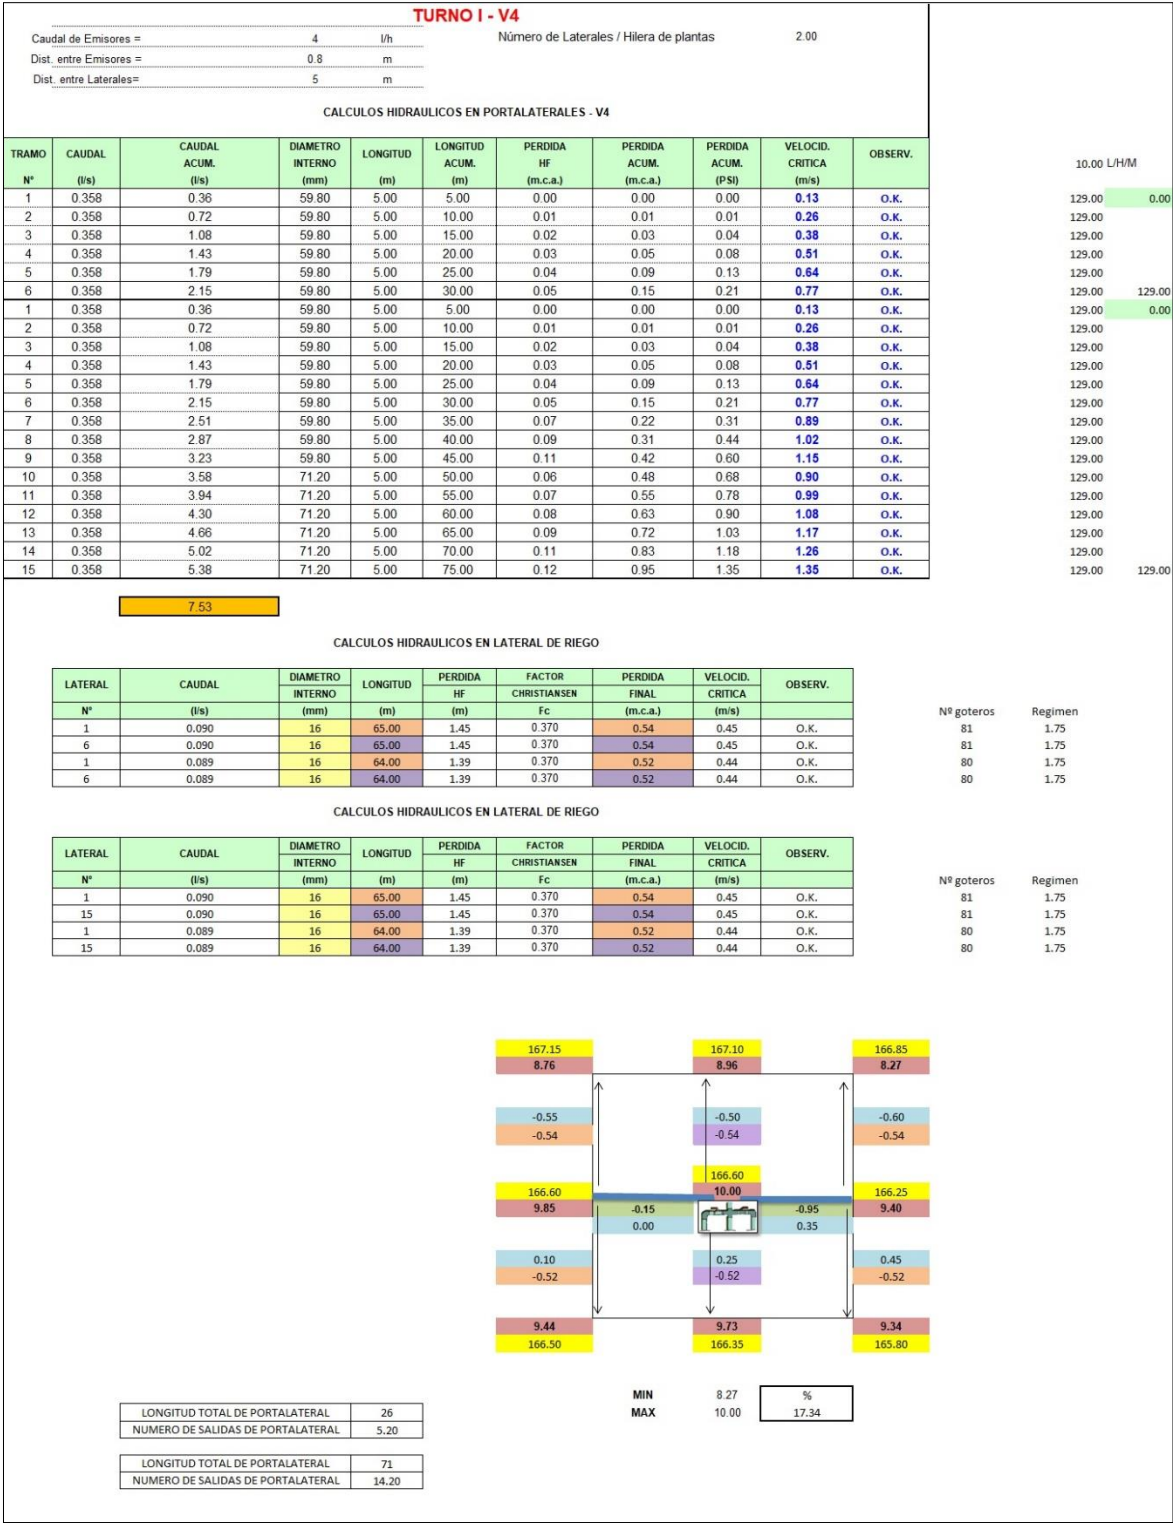 TURNO I - V4
Caudal de Emisores = 4 l/h Número de Laterales / Hilera de plantas 2.00
Dist. entre Emisores = 0.8 m
Dist. entre Laterales= 5 m
CALCULOS HIDRAULICOS EN PORTALATERALES - V4
TRAMO CAUDAL CAUDAL DIAMETRO LONGITUD LONGITUD PERDIDA PERDIDA PERDIDA VELOCID. OBSERV.
ACUM. INTERNO ACUM. HF ACUM. ACUM. CRITICA 10.00 L/H/M
N° (l/s) (l/s) (mm) (m) (m) (m.c.a.) (m.c.a.) (PSI) (m/s)
1 0.358 0.36 59.80 5.00 5.00 0.00 0.00 0.00 0.13 O.K. 129.00 0.00
2 0.358 0.72 59.80 5.00 10.00 0.01 0.01 0.01 0.26 O.K. 129.00
3 0.358 1.08 59.80 5.00 15.00 0.02 0.03 0.04 0.38 O.K. 129.00
4 0.358 1.43 59.80 5.00 20.00 0.03 0.05 0.08 0.51 O.K. 129.00
5 0.358 1.79 59.80 5.00 25.00 0.04 0.09 0.13 0.64 O.K. 129.00
6 0.358 2.15 59.80 5.00 30.00 0.05 0.15 0.21 0.77 O.K. 129.00 129.00
1 0.358 0.36 59.80 5.00 5.00 0.00 0.00 0.00 0.13 O.K. 129.00 0.00
2 0.358 0.72 59.80 5.00 10.00 0.01 0.01 0.01 0.26 O.K. 129.00
3 0.358 1.08 59.80 5.00 15.00 0.02 0.03 0.04 0.38 O.K. 129.00
4 0.358 1.43 59.80 5.00 20.00 0.03 0.05 0.08 0.51 O.K. 129.00
5 0.358 1.79 59.80 5.00 25.00 0.04 0.09 0.13 0.64 O.K. 129.00
6 0.358 2.15 59.80 5.00 30.00 0.05 0.15 0.21 0.77 O.K. 129.00
7 0.358 2.51 59.80 5.00 35.00 0.07 0.22 0.31 0.89 O.K. 129.00
8 0.358 2.87 59.80 5.00 40.00 0.09 0.31 0.44 1.02 O.K. 129.00
9 0.358 3.23 59.80 5.00 45.00 0.11 0.42 0.60 1.15 O.K. 129.00
10 0.358 3.58 71.20 5.00 50.00 0.06 0.48 0.68 0.90 O.K. 129.00
11 0.358 3.94 71.20 5.00 55.00 0.07 0.55 0.78 0.99 O.K. 129.00
12 0.358 4.30 71.20 5.00 60.00 0.08 0.63 0.90 1.08 O.K. 129.00
13 0.358 4.66 71.20 5.00 65.00 0.09 0.72 1.03 1.17 O.K. 129.00
14 0.358 5.02 71.20 5.00 70.00 0.11 0.83 1.18 1.26 O.K. 129.00
15 0.358 5.38 71.20 5.00 75.00 0.12 0.95 1.35 1.35 O.K. 129.00 129.00
7.53
CALCULOS HIDRAULICOS EN LATERAL DE RIEGO
LATERAL CAUDAL DIAMETRO LONGITUD PERDIDA FACTOR PERDIDA VELOCID. OBSERV.
INTERNO HF CHRISTIANSEN FINAL CRITICA
N° (l/s) (mm) (m) (m) Fc (m.c.a.) (m/s) Nº goteros Regimen
1 0.090 16 65.00 1.45 0.370 0.54 0.45 O.K. 81 1.75
6 0.090 16 65.00 1.45 0.370 0.54 0.45 O.K. 81 1.75
1 0.089 16 64.00 1.39 0.370 0.52 0.44 O.K. 80 1.75
6 0.089 16 64.00 1.39 0.370 0.52 0.44 O.K. 80 1.75
CALCULOS HIDRAULICOS EN LATERAL DE RIEGO
LATERAL CAUDAL DIAMETRO LONGITUD PERDIDA FACTOR PERDIDA VELOCID. OBSERV.
INTERNO HF CHRISTIANSEN FINAL CRITICA
N° (l/s) (mm) (m) (m) Fc (m.c.a.) (m/s) Nº goteros Regimen
1 0.090 16 65.00 1.45 0.370 0.54 0.45 O.K. 81 1.75
15 0.090 16 65.00 1.45 0.370 0.54 0.45 O.K. 81 1.75
1 0.089 16 64.00 1.39 0.370 0.52 0.44 O.K. 80 1.75
15 0.089 16 64.00 1.39 0.370 0.52 0.44 O.K. 80 1.75
167.15 167.10 166.85
8.76 8.96 8.27
-0.55 -0.50 -0.60
-0.54 -0.54 -0.54
166.60
166.60 10.00 166.25
9.85 -0.15 -0.95 9.40
0.00 0.35
0.10 0.25 0.45
-0.52 -0.52 -0.52
9.44 9.73 9.34
166.50 166.35 165.80
MIN 8.27 %
MAX 10.00 17.34
LONGITUD TOTAL DE PORTALATERAL 26
NUMERO DE SALIDAS DE PORTALATERAL 5.20
LONGITUD TOTAL DE PORTALATERAL 71
NUMERO DE SALIDAS DE PORTALATERAL 14.20